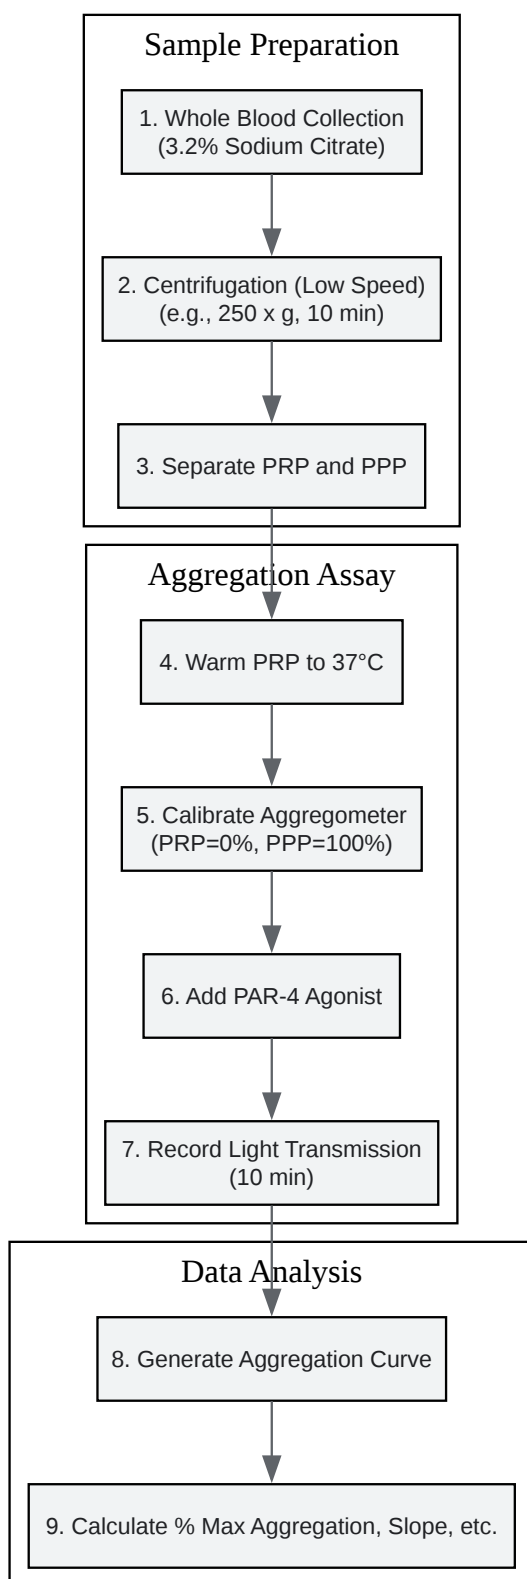 Sample Preparation
1. Whole Blood Collection
(3.2% Sodium Citrate)
2. Centrifugation (Low Speed)
(e.g., 250 x g, 10 min)
3. Separate PRP and PPP
Aggregation Assay
4. Warm PRP to 37°C
5. Calibrate Aggregometer
(PRP=0%, PPP=100%)
6. Add PAR-4 Agonist
7. Record Light Transmission
(10 min)
Data Analysis
8. Generate Aggregation Curve
9. Calculate % Max Aggregation, Slope, etc.